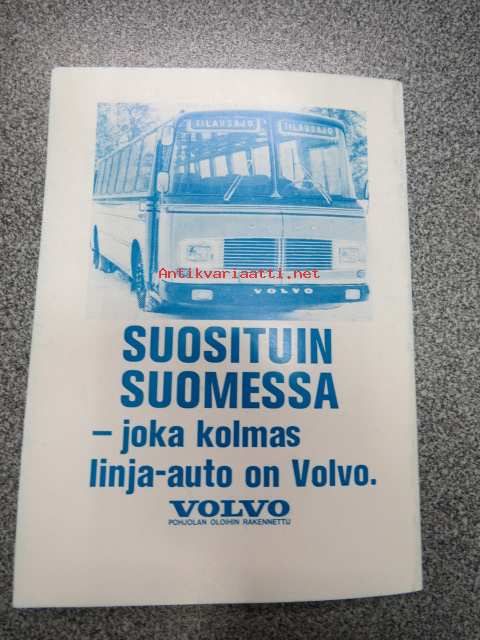 TILAUSAJO TILAUSAJO
Antikvariaatti.net
VOLVO
SUOSITUIN
SUOMESSA
– joka kolmas
linja-auto on Volvo.
VOLVO
POHJOLAN OLOIHIN RAKENNETTU